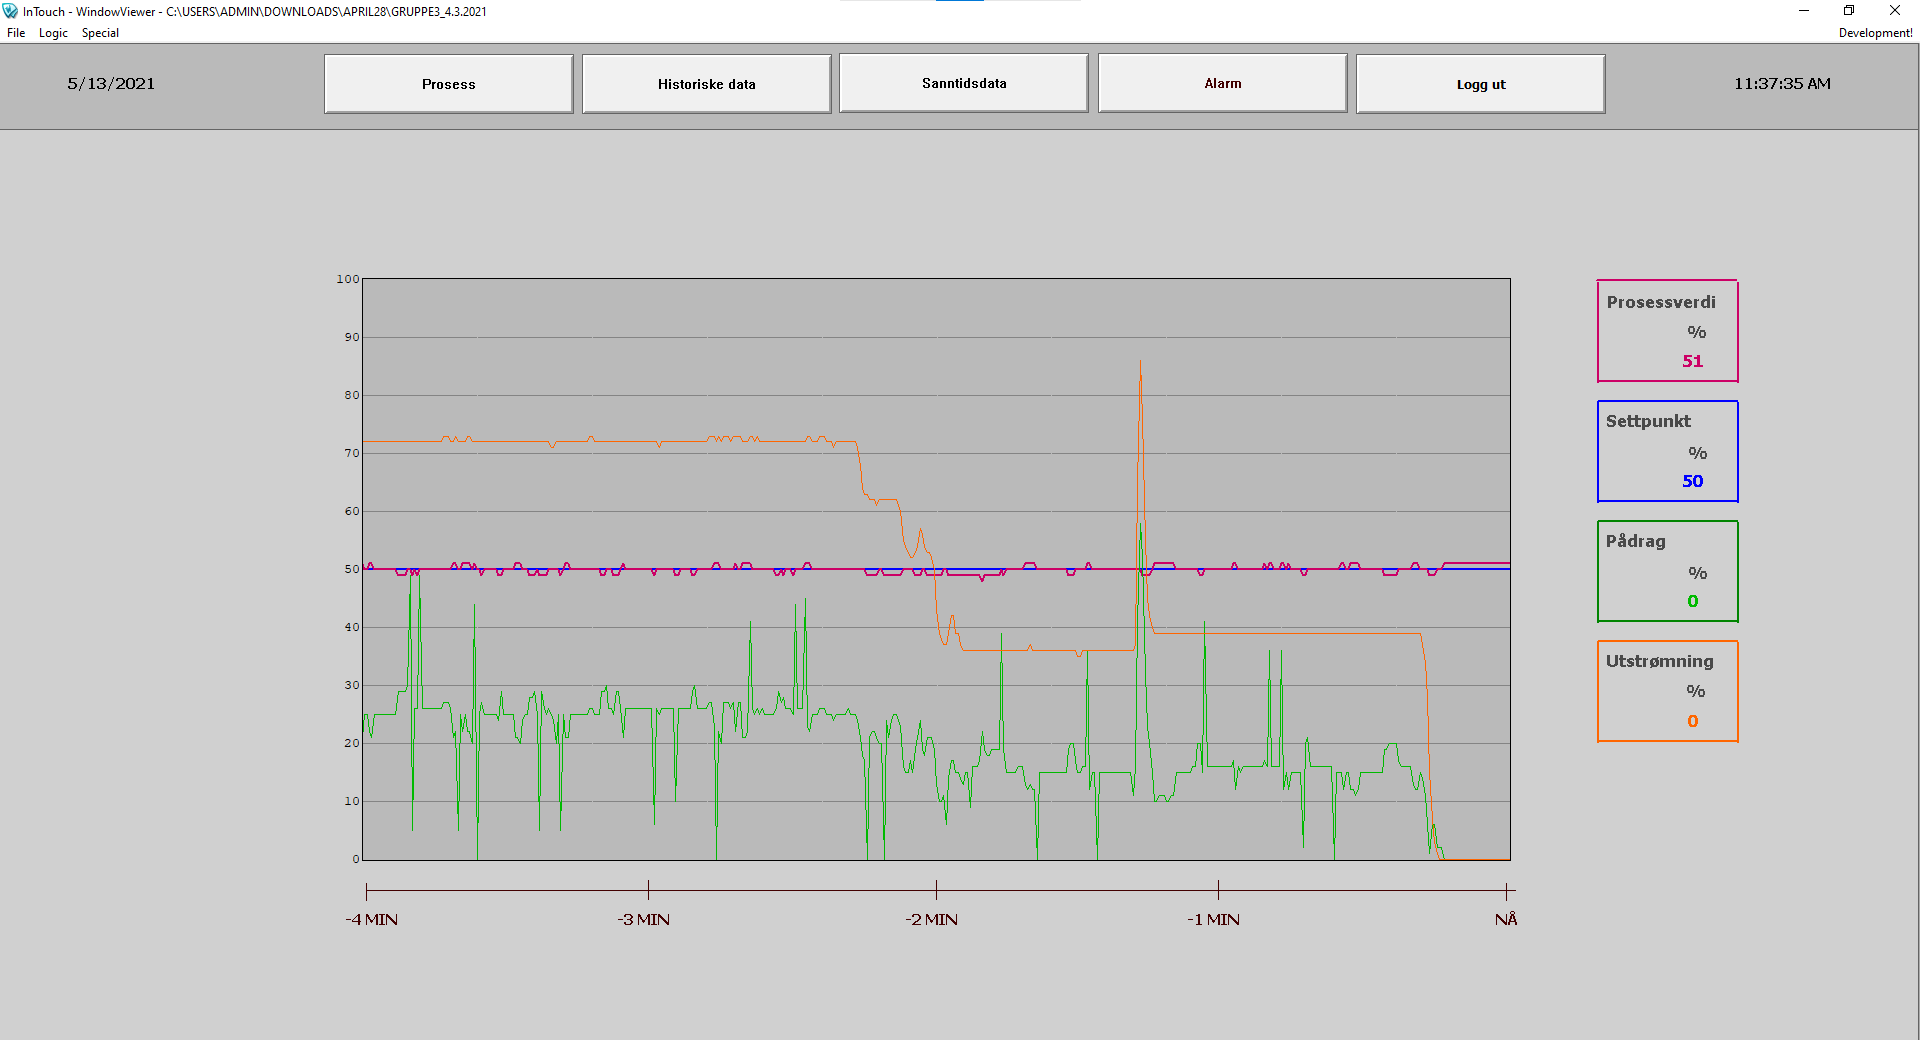 InTouch - WindowViewer - C:\USERS\ADMIN\DOWNLOADS\APRIL28\GRUPPE3_4.3.2021
File Logic Special Development!
5/13/2021
Prosess
Historiske data
Sanntidsdata
Alarm
Logg ut
11:37:35 AM
100
90
80
70
60
50
40
30
20
10
0
-4 MIN
-3 MIN
-2 MIN
-1 MIN
NÅ
Prosessverdi
%
51
Settpunkt
%
50
Pådrag
%
0
Utstrømning
%
0